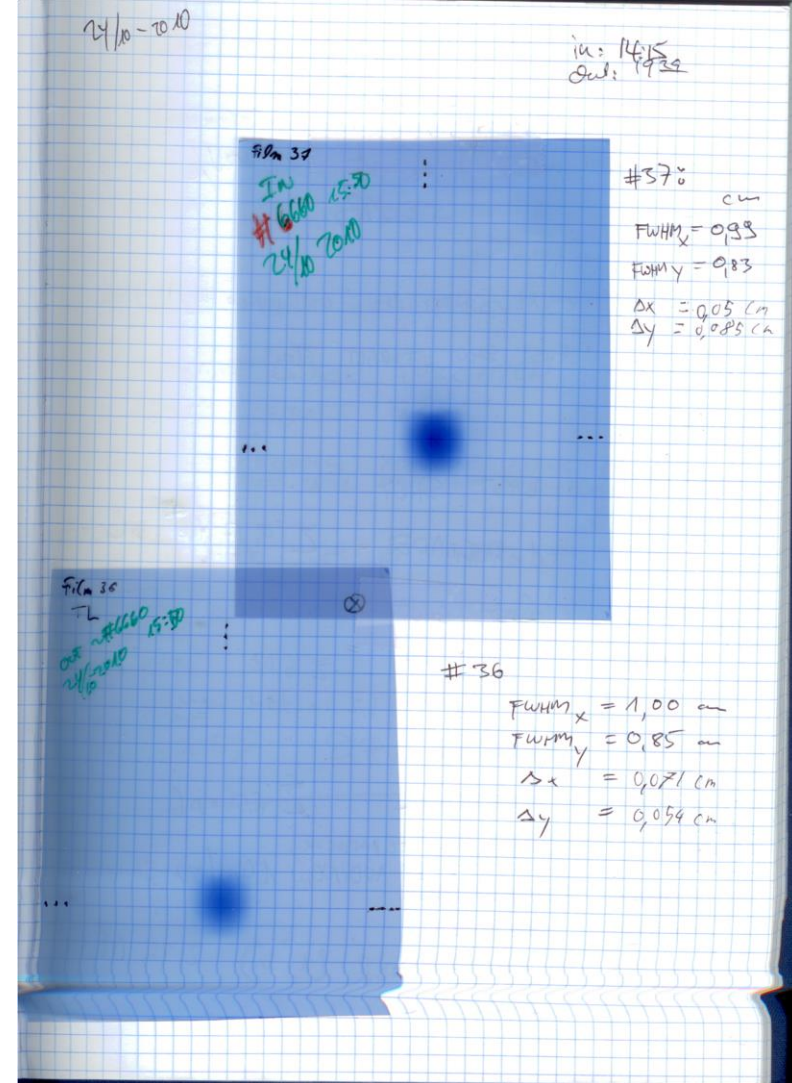 24/10-2010
in: 14:15
Out: 1939
Film 37
IN
#6660 15:50
24/10 2010
#37:
cm
FWHMx = 0,99
FWHMy = 0,83
Δx = 0,05 cm
Δy = 0,085 cm
Film 36
out #6660 15:50
24/10-2010
# 36
FWHMx = 1,00 cm
FWHMy = 0,85 cm
Δx = 0,071 cm
Δy = 0,054 cm